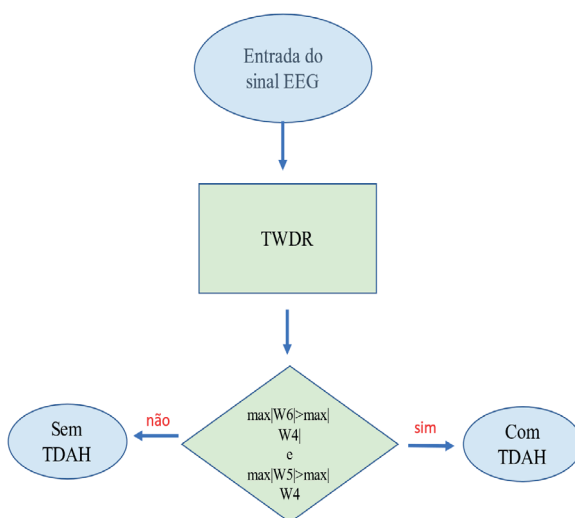 Entrada do
sinal EEG
TWDR
max|W6|>max|
W4|
e
max|W5|>max|
W4
não
sim
Sem
TDAH
Com
TDAH